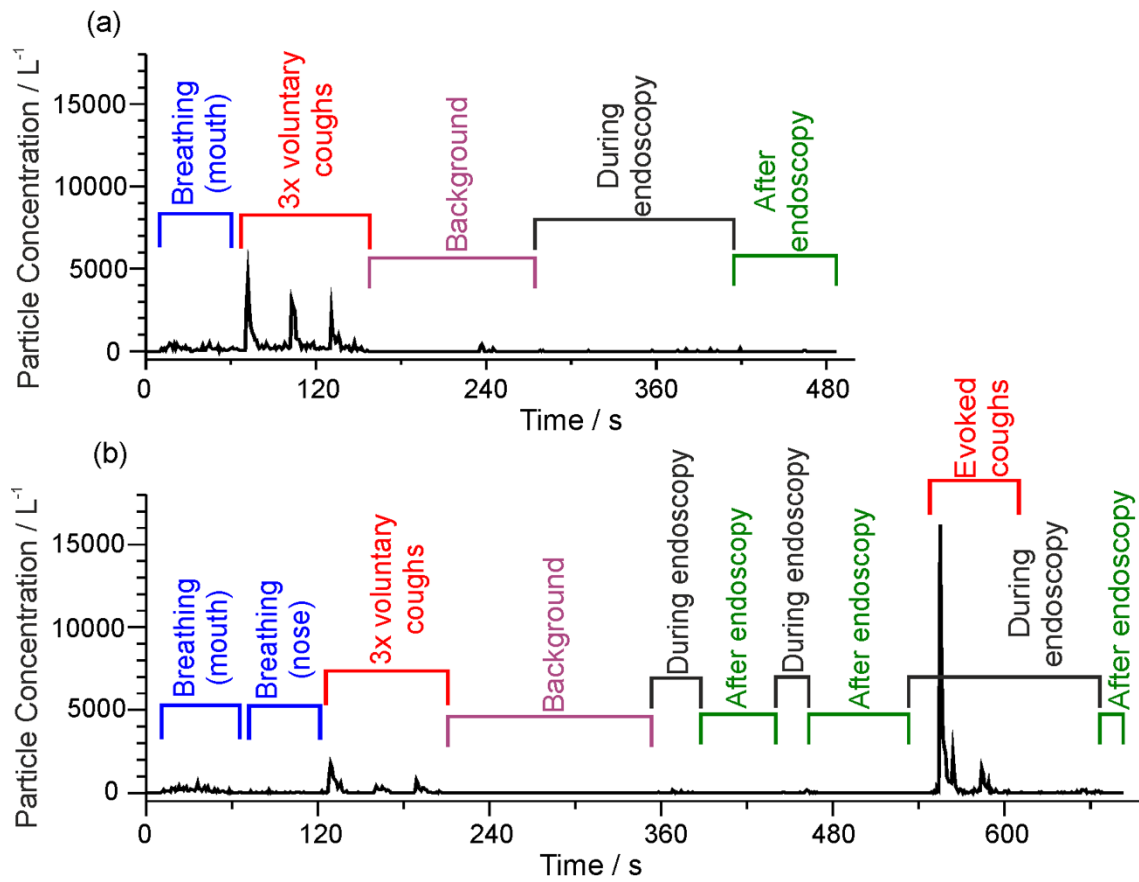 (a)
Particle Concentration / L⁻¹
15000
10000
5000
0
Breathing
(mouth)
3x voluntary
coughs
Background
During
endoscopy
After
endoscopy
0
120
240
360
480
Time / s
(b)
Particle Concentration / L⁻¹
15000
10000
5000
0
Breathing
(mouth)
Breathing
(nose)
3x voluntary
coughs
Background
During endoscopy
After endoscopy
During endoscopy
After endoscopy
Evoked
coughs
During
endoscopy
After endoscopy
0
120
240
360
480
600
Time / s